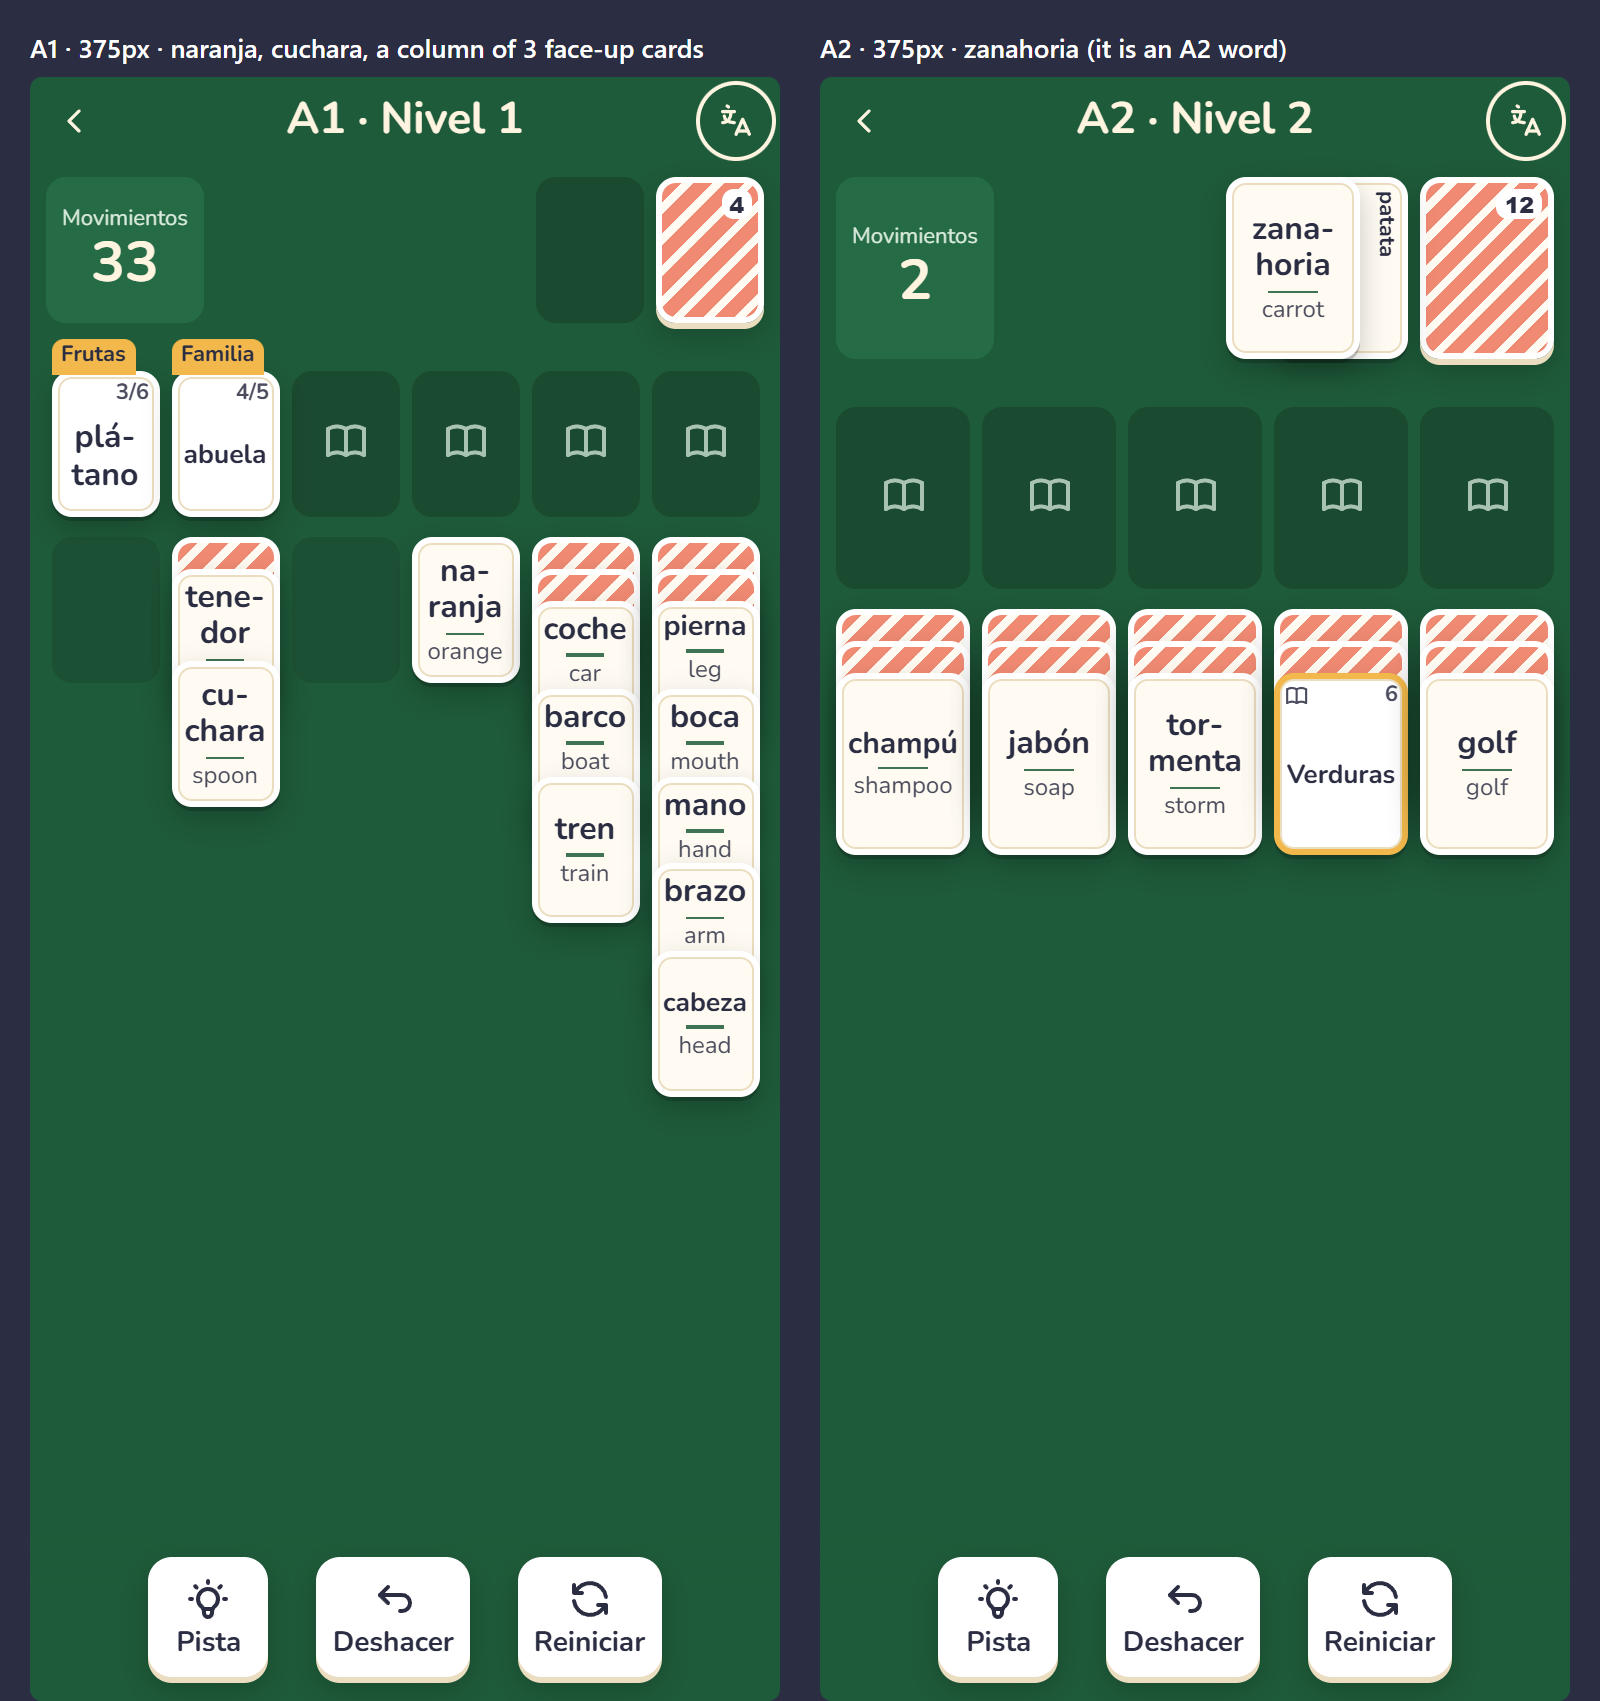 A1 · 375px · naranja, cuchara, a column of 3 face-up cards
A1 · Nivel 1
Movimientos
33
4
Frutas
3/6
plá-
tano
Familia
4/5
abuela
tene-
dor
cu-
chara
spoon
na-
ranja
orange
coche
car
barco
boat
tren
train
pierna
leg
boca
mouth
mano
hand
brazo
arm
cabeza
head
Pista
Deshacer
Reiniciar
A2 · 375px · zanahoria (it is an A2 word)
A2 · Nivel 2
Movimientos
2
zana-
horia
carrot
patata
12
champú
shampoo
jabón
soap
tor-
menta
storm
6
Verduras
golf
golf
Pista
Deshacer
Reiniciar